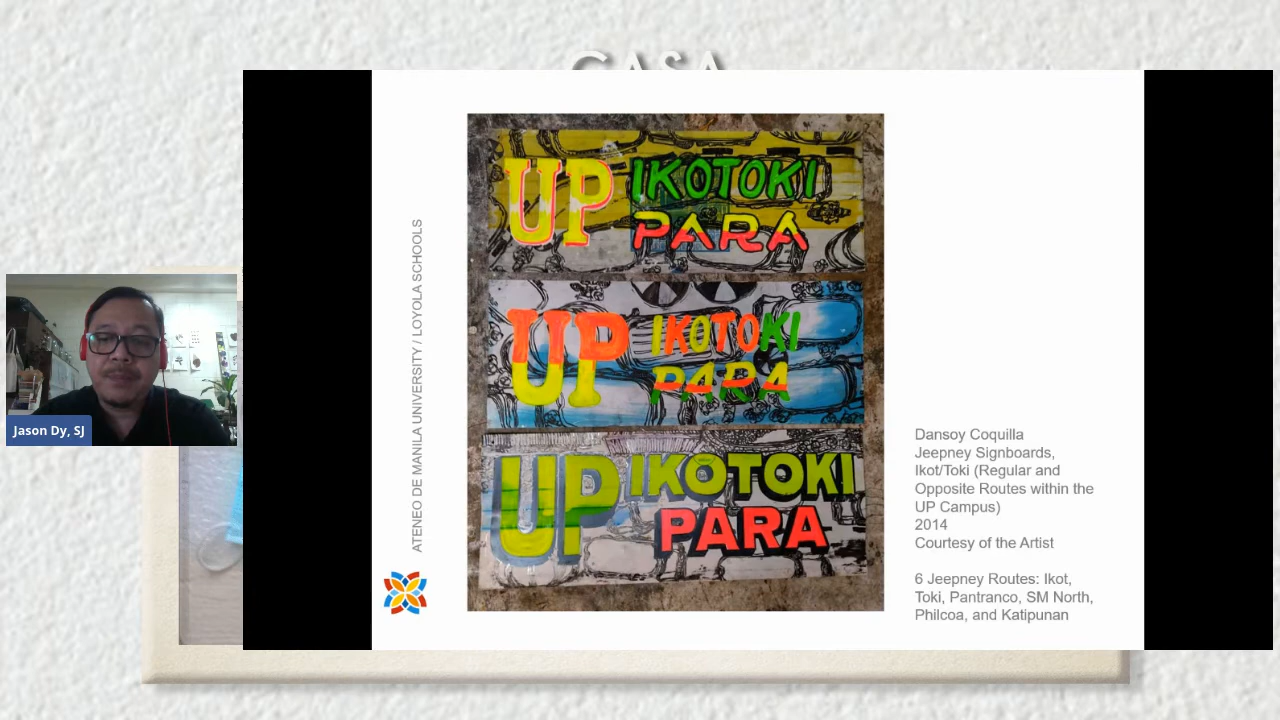 CASA
ATENEO DE MANILA UNIVERSITY / LOYOLA SCHOOLS
UP IKOTOKI
PARA
UP IKOTOKI
PARA
UP IKOTOKI
PARA
Jason Dy, SJ
Dansoy Coquilla
Jeepney Signboards,
Ikot/Toki (Regular and
Opposite Routes within the
UP Campus)
2014
Courtesy of the Artist
6 Jeepney Routes: Ikot,
Toki, Pantranco, SM North,
Philcoa, and Katipunan